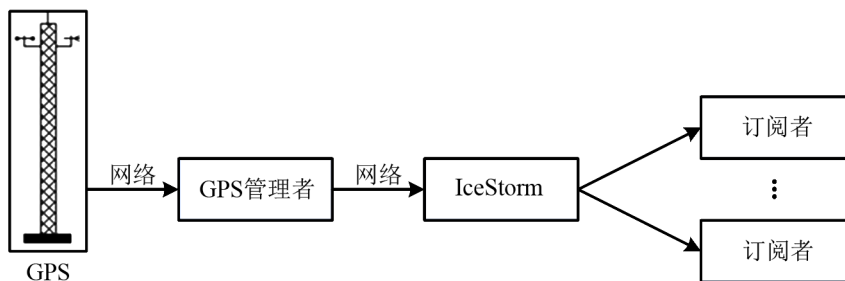 GPS
网络
GPS管理者
网络
IceStorm
订阅者
订阅者